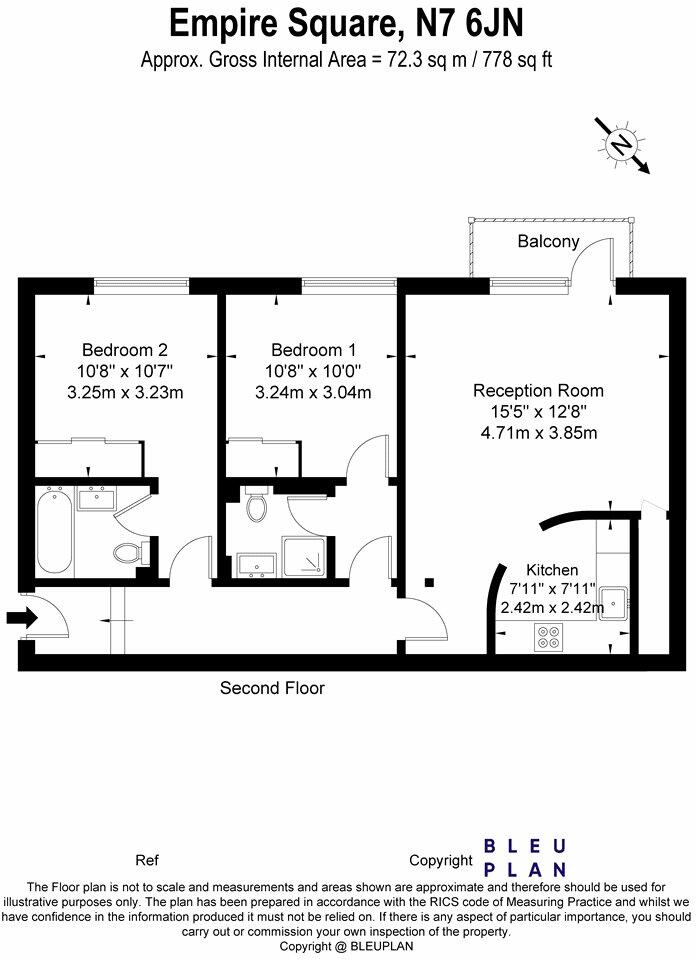 Empire Square, N7 6JN
Approx. Gross Internal Area = 72.3 sq m / 778 sq ft
N
Balcony
Bedroom 2
10'8" x 10'7"
3.25m x 3.23m
Bedroom 1
10'8" x 10'0"
3.24m x 3.04m
Reception Room
15'5" x 12'8"
4.71m x 3.85m
Kitchen
7'11" x 7'11"
2.42m x 2.42m
Second Floor
Ref
Copyright
BLEU
PLAN
The Floor plan is not to scale and measurements and areas shown are approximate and therefore should be used for
illustrative purposes only. The plan has been prepared in accordance with the RICS code of Measuring Practice and whilst we
have confidence in the information produced it must not be relied on. If there is any aspect of particular importance, you should
carry out or commission your own inspection of the property.
Copyright @ BLEUPLAN